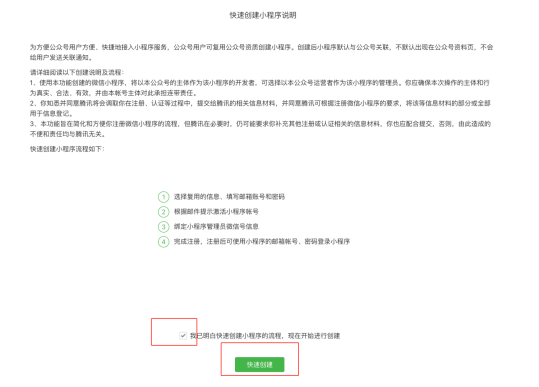 快速创建小程序说明
为方便公众号用户方便、快捷地接入小程序服务，公众号用户可复用公众号资质创建小程序。创建后小程序默认与公众号关联，不默认出现在公众号资料页，不会
给用户发送关联通知。
请详细阅读以下创建说明及流程：
1、使用本功能创建的微信小程序，将以本公众号的主体作为该小程序的开发者，可选择以本公众号运营者作为该小程序的管理员。你应确保本次操作的主体和行
为真实、合法、有效，并由本帐号主体对此承担连带责任。
2、你知悉并同意腾讯将会调取你在注册、认证等过程中，提交给腾讯的相关信息材料，并同意腾讯可根据注册微信小程序的要求，将该等信息材料的部分或全部
用于信息登记。
3、本功能旨在简化和方便你注册微信小程序的流程，但腾讯在必要时，仍可能要求你补充其他注册或认证相关的信息材料，你也应配合提交，否则，由此造成的
不便和责任均与腾讯无关。
快速创建小程序流程如下：
1 选择复用的信息、填写邮箱账号和密码
2 根据邮件提示激活小程序帐号
3 绑定小程序管理员微信号信息
4 完成注册，注册后可使用小程序的邮箱帐号、密码登录小程序
我已明白快速创建小程序的流程，现在开始进行创建
快速创建